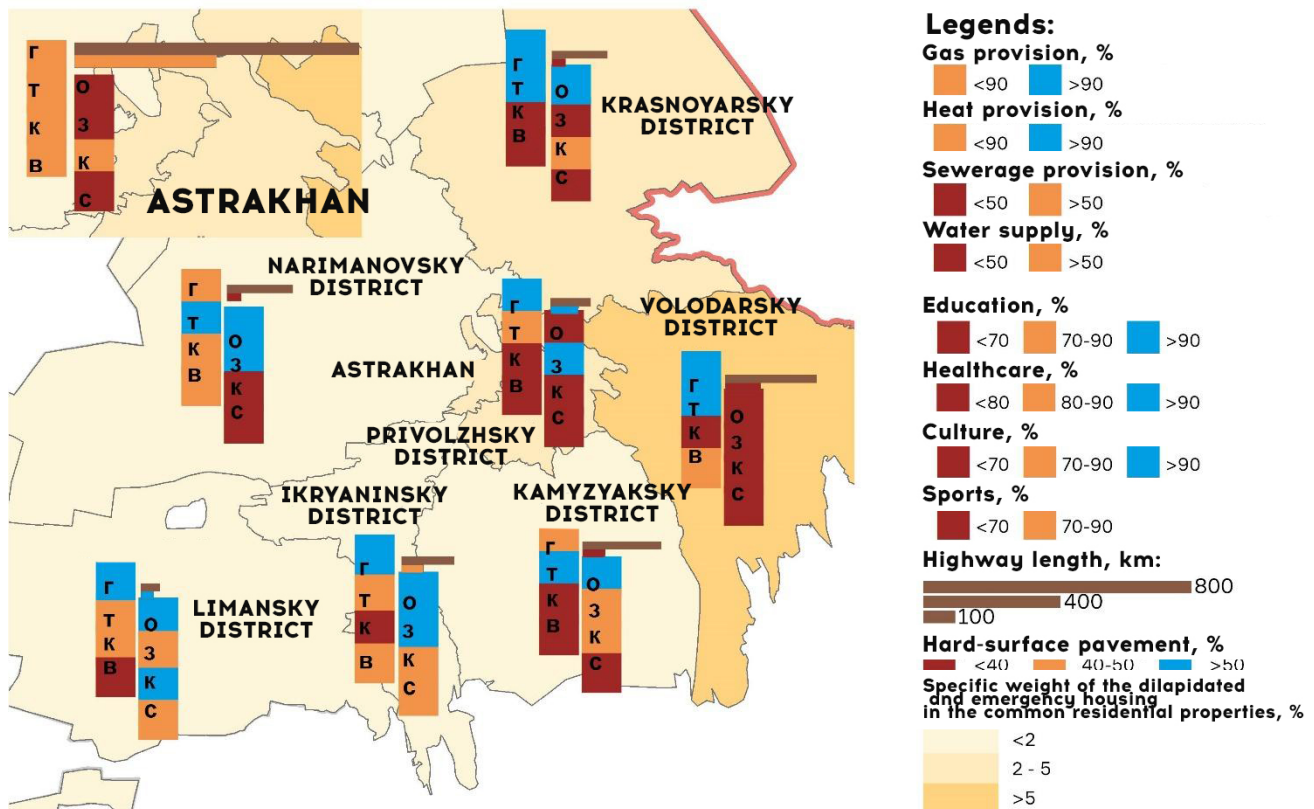 Г
Т
К
В
О
З
К
С
ASTRAKHAN
Г
Т
К
В
О
З
К
С
KRASNOYARSKY
DISTRICT
NARIMANOVSKY
DISTRICT
Г
Т
К
В
О
З
К
С
ASTRAKHAN
Г
Т
К
В
О
З
К
С
VOLODARSKY
DISTRICT
Г
Т
К
В
О
З
К
С
PRIVOLZHSKY
DISTRICT
IKRYANINSKY
DISTRICT
Г
Т
К
В
О
З
К
С
KAMYZYAKSKY
DISTRICT
Г
Т
К
В
О
З
К
С
LIMANSKY
DISTRICT
Г
Т
К
В
О
З
К
С
Legends:
Gas provision, %
<90 >90
Heat provision, %
<90 >90
Sewerage provision, %
<50 >50
Water supply, %
<50 >50
Education, %
<70 70-90 >90
Healthcare, %
<80 80-90 >90
Culture, %
<70 70-90 >90
Sports, %
<70 70-90
Highway length, km:
800
400
100
Hard-surface pavement, %
<40 40-50 >50
Specific weight of the dilapidated
dnd emergency housing
in the common residential properties, %
<2
2 - 5
>5